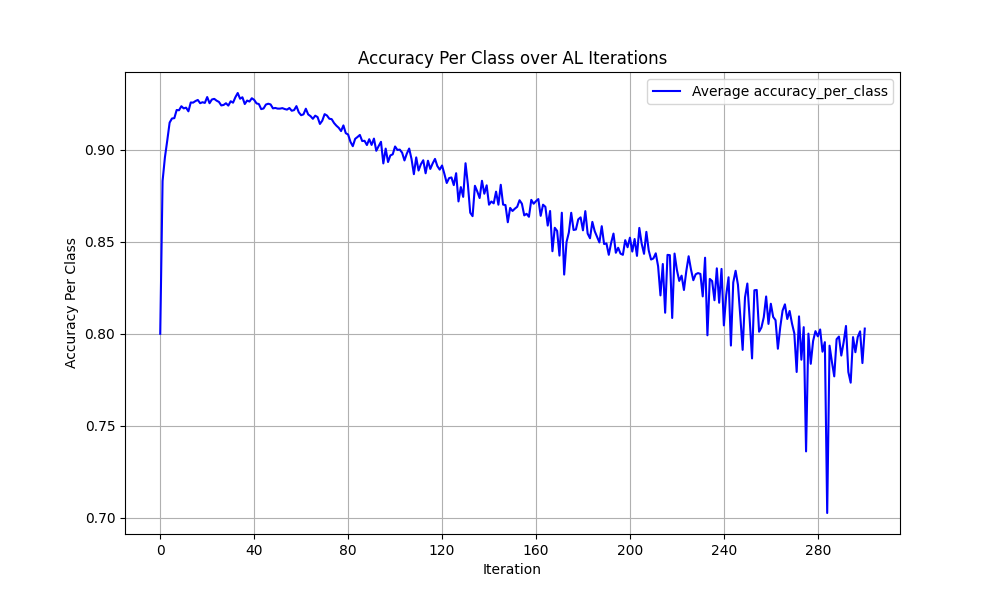 Accuracy Per Class over AL Iterations
Average accuracy_per_class
Accuracy Per Class
0.90
0.85
0.80
0.75
0.70
0 40 80 120 160 200 240 280
Iteration